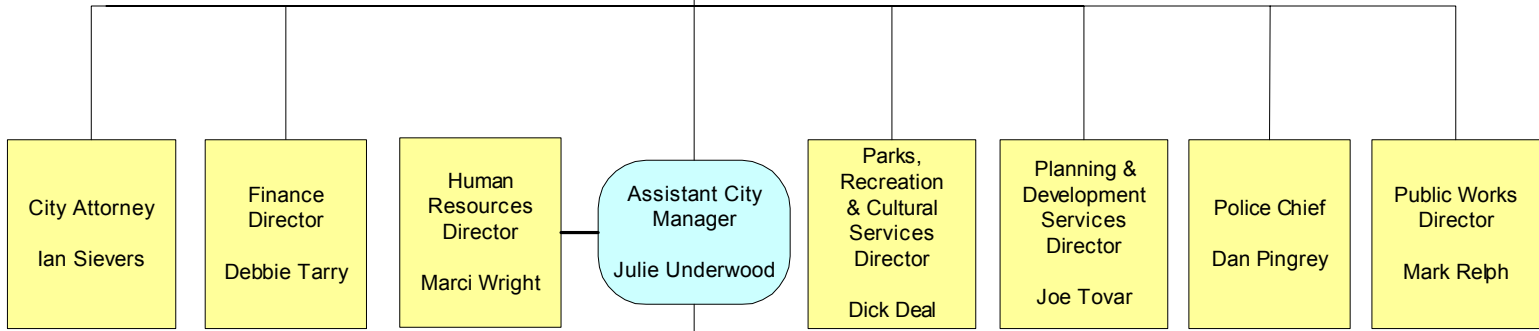 City Attorney
Ian Sievers
Finance
Director
Debbie Tarry
Human
Resources
Director
Marci Wright
Assistant City
Manager
Julie Underwood
Parks,
Recreation
& Cultural
Services
Director
Dick Deal
Planning &
Development
Services
Director
Joe Tovar
Police Chief
Dan Pingrey
Public Works
Director
Mark Relph